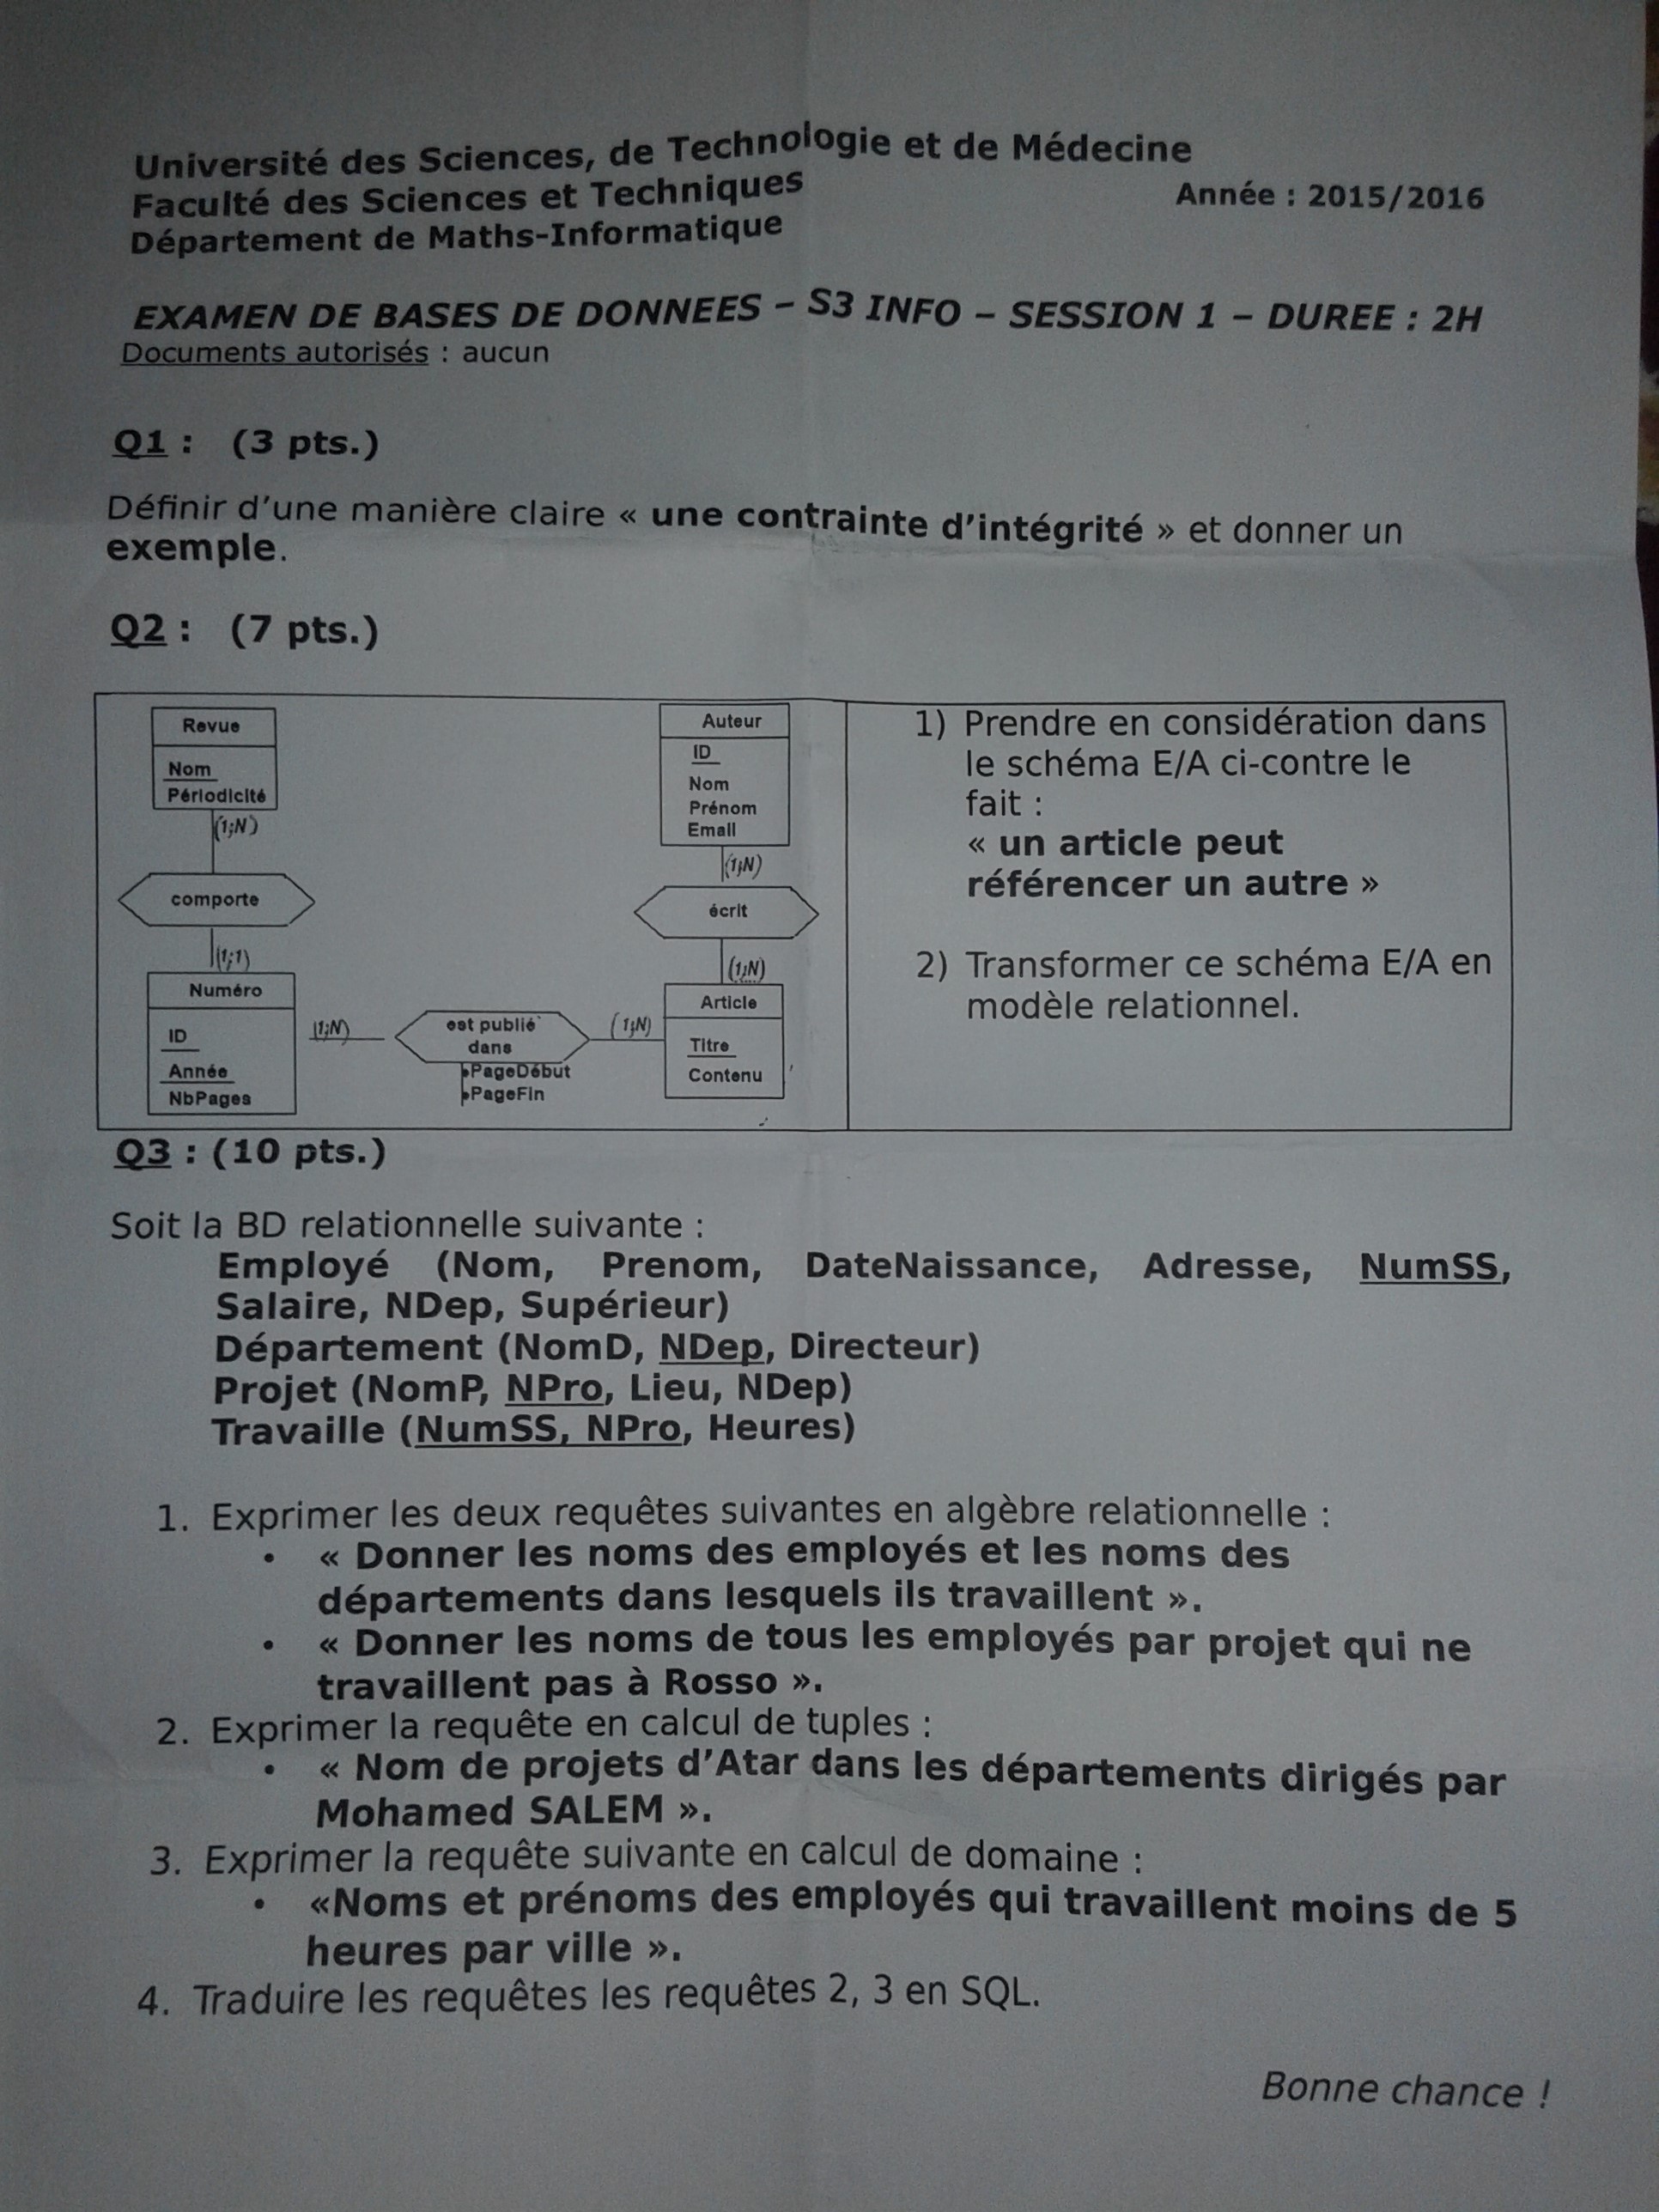 Université des Sciences, de Technologie et de Médecine
Faculté des Sciences et Techniques
Année : 2015/2016
Département de Maths-Informatique
EXAMEN DE BASES DE DONNEES – S3 INFO – SESSION 1 – DUREE : 2H
Documents autorisés : aucun
Q1 : (3 pts.)
Définir d'une manière claire « une contrainte d'intégrité » et donner un
exemple.
Q2 : (7 pts.)
Revue
Nom
Périodicité
(1;N)
comporte
(1;1)
Numéro
ID
Année
NbPages
(1;N)
est publié
dans
PageDébut
PageFin
(1;N)
Auteur
ID
Nom
Prénom
Email
(1;N)
écrit
(1;N)
Article
Titre
Contenu
1) Prendre en considération dans
le schéma E/A ci-contre le
fait :
« un article peut
référencer un autre »
2) Transformer ce schéma E/A en
modèle relationnel.
Q3 : (10 pts.)
Soit la BD relationnelle suivante :
Employé (Nom, Prenom, DateNaissance, Adresse, NumSS,
Salaire, NDep, Supérieur)
Département (NomD, NDep, Directeur)
Projet (NomP, NPro, Lieu, NDep)
Travaille (NumSS, NPro, Heures)
1. Exprimer les deux requêtes suivantes en algèbre relationnelle :
• « Donner les noms des employés et les noms des
départements dans lesquels ils travaillent ».
• « Donner les noms de tous les employés par projet qui ne
travaillent pas à Rosso ».
2. Exprimer la requête en calcul de tuples :
• « Nom de projets d'Atar dans les départements dirigés par
Mohamed SALEM ».
3. Exprimer la requête suivante en calcul de domaine :
• «Noms et prénoms des employés qui travaillent moins de 5
heures par ville ».
4. Traduire les requêtes les requêtes 2, 3 en SQL.
Bonne chance !